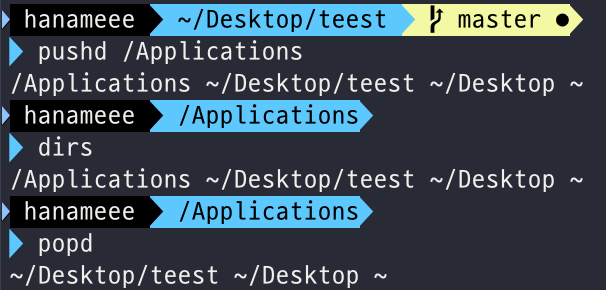 hanameee ~/Desktop/teest master ●
pushd /Applications
/Applications ~/Desktop/teest ~/Desktop ~
hanameee /Applications
dirs
/Applications ~/Desktop/teest ~/Desktop ~
hanameee /Applications
popd
~/Desktop/teest ~/Desktop ~